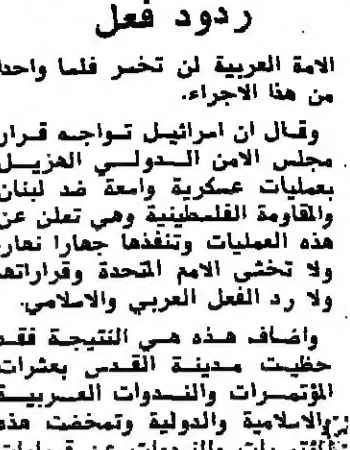 ردود فعل
الامة العربية لن تخسر فلسا واحدا
من هذا الاجراء.
وقال ان اسرائيل تواجه قرار
مجلس الامن الدولي الهزيل
بعمليات عسكرية واسعة ضد لبنان
والمقاومة الفلسطينية وهي تعلن عن
هذه العمليات وتنفذها جهارا نهارا
ولا تخشى الامم المتحدة وقراراتها
ولا رد الفعل العربي والاسلامي.
واضاف هذه هي النتيجة فقد
حظيت مدينة القدس بعشرات
المؤتمرات والندوات العربية
والاسلامية والدولية وتمخضت هذه